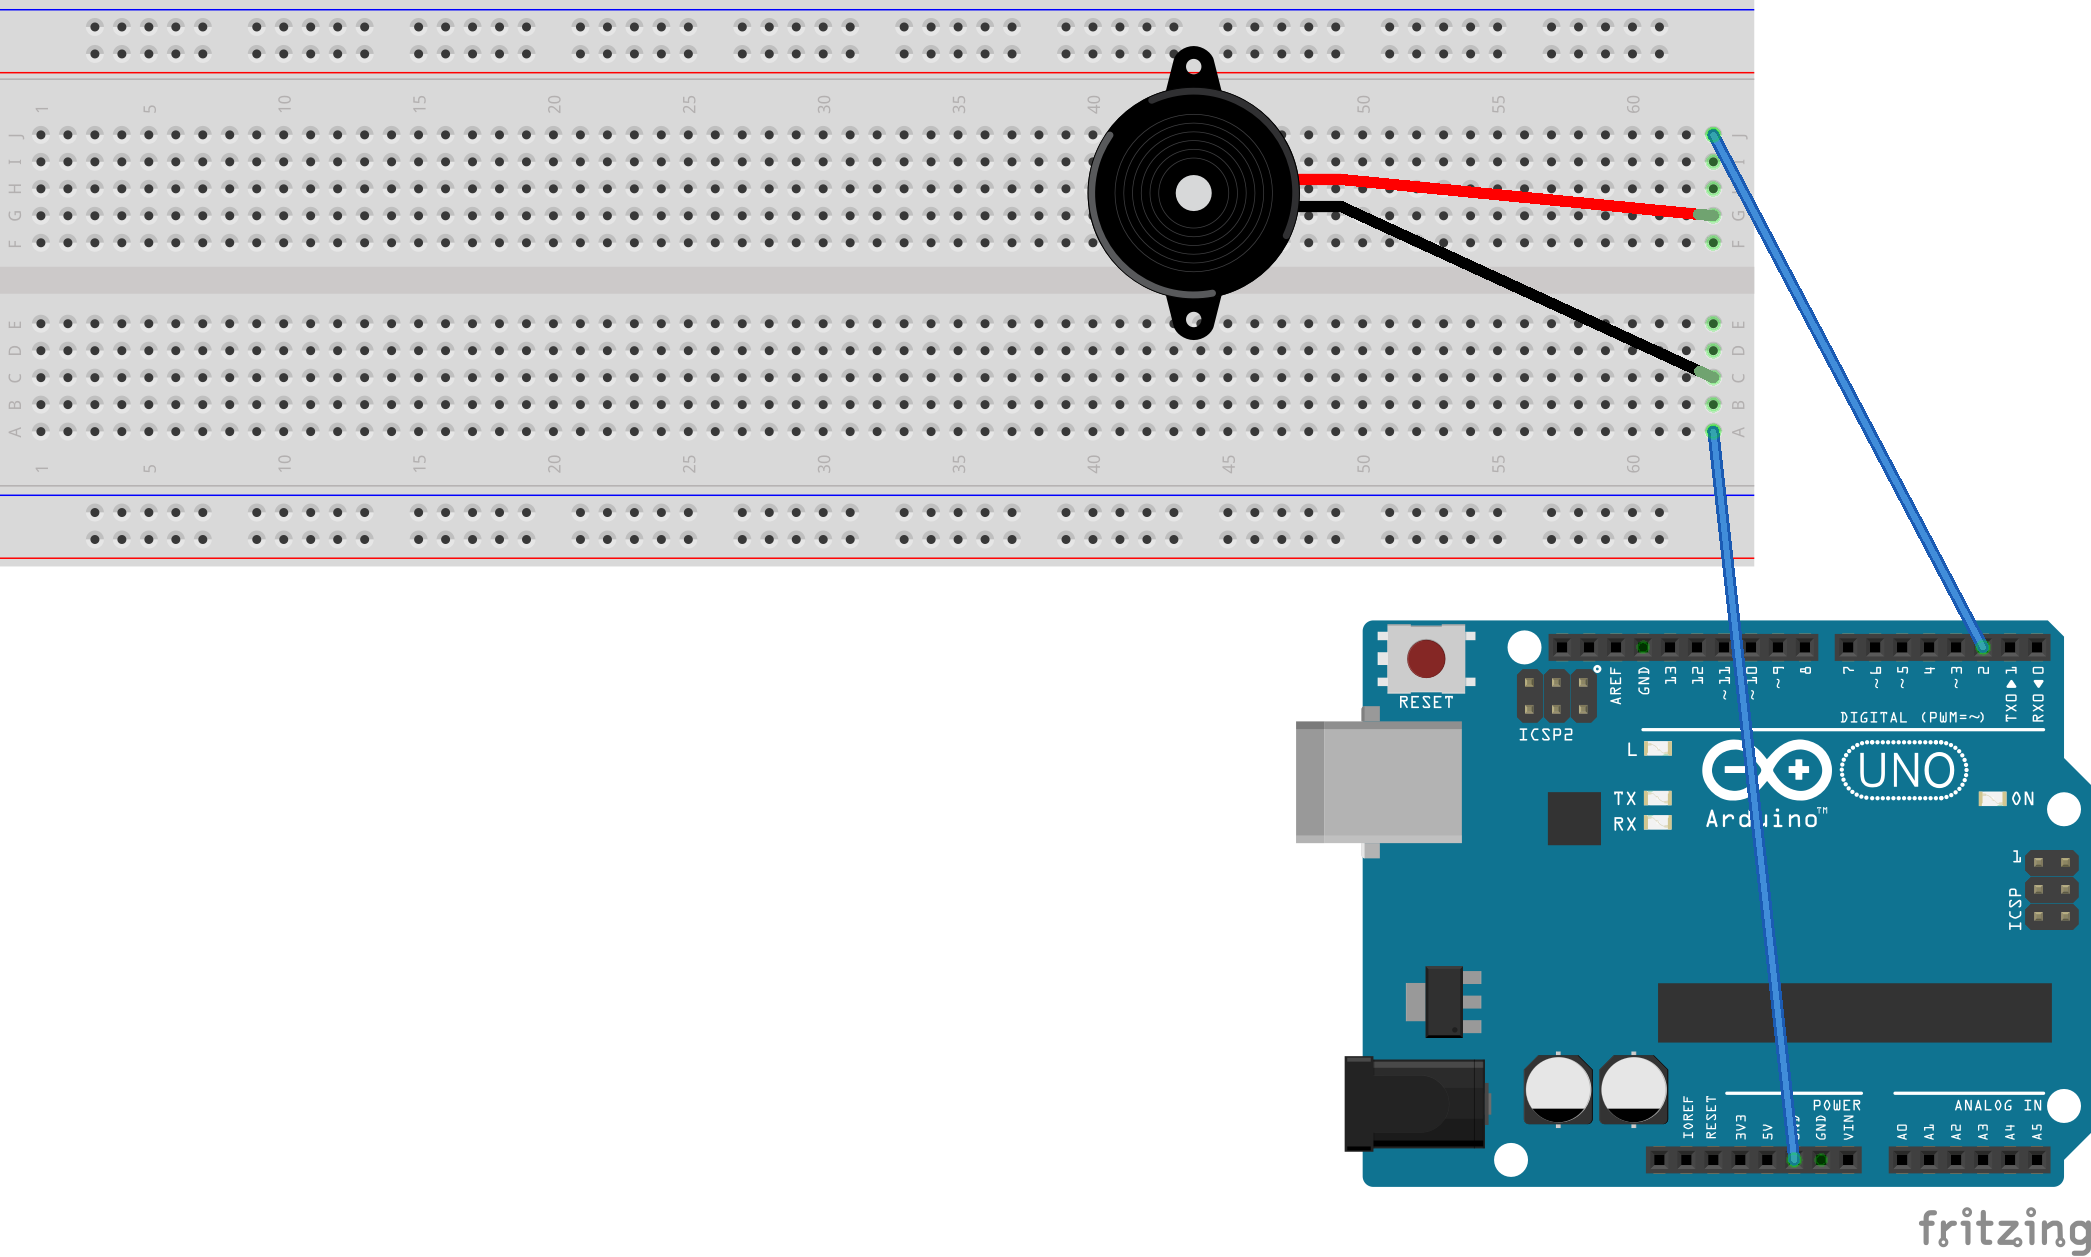 1 5 10 15 20 25 30 35 40 50 55 60
J J
I I
H
G G
F F
E E
D D
C C
B B
A A
1 5 10 15 20 25 30 35 40 45 50 55 60
RESET
AREF GND 13 12 ~11 ~10 ~9 8 7 ~6 ~5 4 ~3 2 TX0▶1 RX0◀0
ICSP2
DIGITAL (PWM=~)
L
TX
RX
UNO
ON
Arduino™
1
ICSP
POWER
ANALOG IN
IOREF RESET 3V3 5V GND VIN A0 A1 A2 A3 A4 A5
fritzing